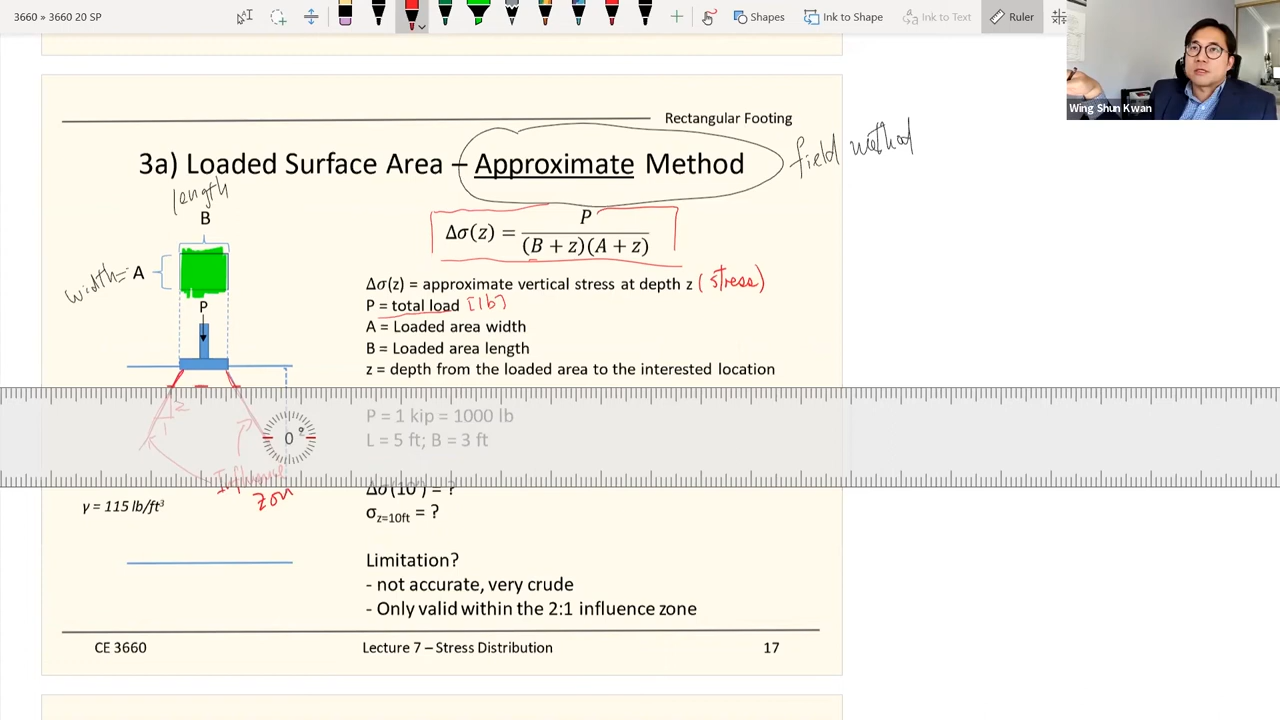 3660 » 3660 20 SP
Shapes
Ink to Shape
Ink to Text
Ruler
Wing Shun Kwan
Rectangular Footing
3a) Loaded Surface Area – Approximate Method
field method
length
B
width = A
P
Δσ(z) = P / (B + z)(A + z)
Δσ(z) = approximate vertical stress at depth z (stress)
P = total load [lb]
A = Loaded area width
B = Loaded area length
z = depth from the loaded area to the interested location
2
1
0°
P = 1 kip = 1000 lb
L = 5 ft; B = 3 ft
Influence
zon
γ = 115 lb/ft³
Δσ(10') = ?
σz=10ft = ?
Limitation?
- not accurate, very crude
- Only valid within the 2:1 influence zone
CE 3660
Lecture 7 – Stress Distribution
17